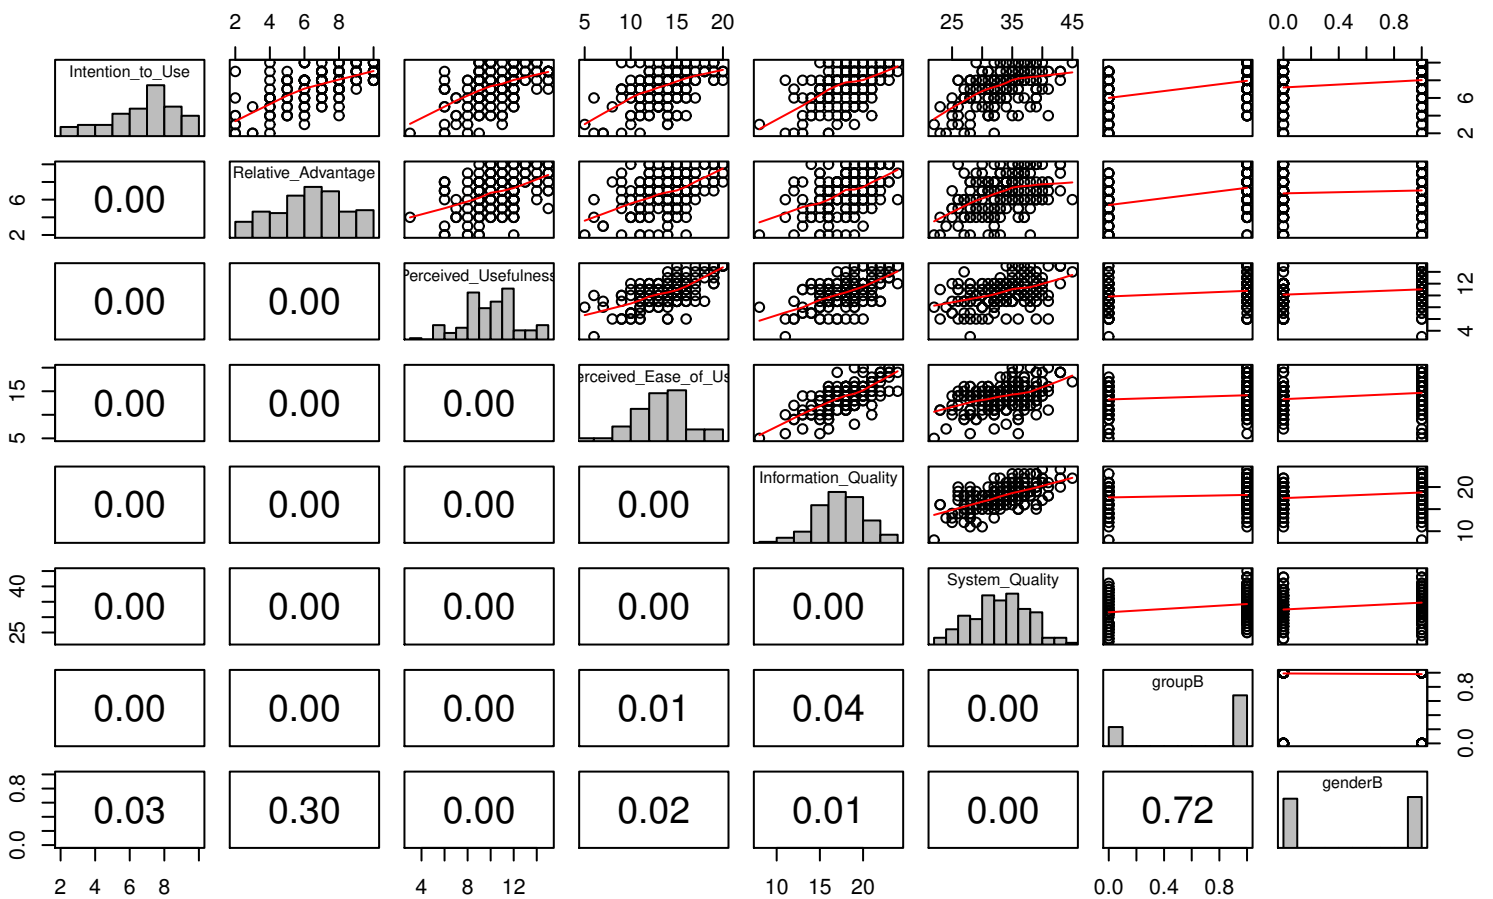 2 4 6 8 5 10 15 20 25 35 45 0.0 0.8
Intention_to_Use 2 6
2 6 0.00 Relative_Advantage
0.00 0.00 Perceived_Usefulness 4 12
5 15 0.00 0.00 0.00 erceived_Ease_of_Us
0.00 0.00 0.00 0.00 Information_Quality 10 20
25 40 0.00 0.00 0.00 0.00 0.00 System_Quality
0.00 0.00 0.00 0.01 0.04 0.00 groupB 0.0 0.8
0.0 0.8 0.03 0.30 0.00 0.02 0.01 0.00 0.72 genderB
2 4 6 8 4 8 12 10 15 20 0.0 0.4 0.8